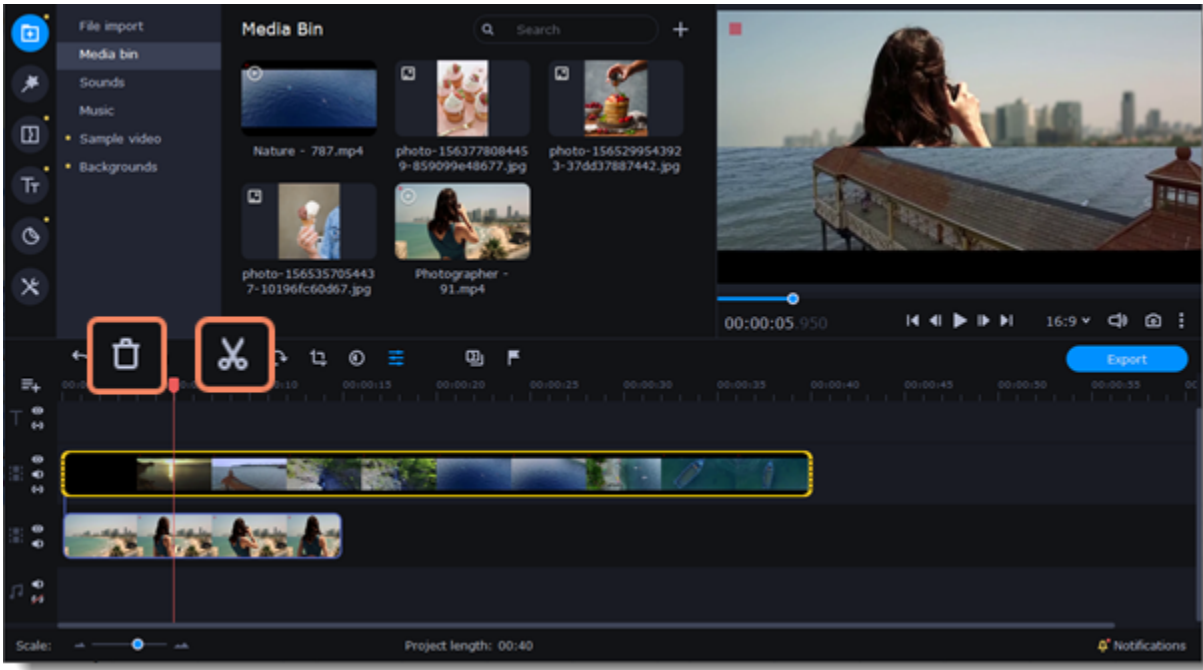 File import
Media bin
Sounds
Music
Sample video
Backgrounds
Media Bin
Search
Nature - 787.mp4
photo-156377808445
9-859099e48677.jpg
photo-156529954392
3-37dd37887442.jpg
photo-156535705443
7-10196fc60d67.jpg
Photographer -
91.mp4
00:00:05.950
16:9
Export
00:00:15
00:00:20
00:00:25
00:00:30
00:00:35
00:00:40
00:00:45
00:00:50
00:00:55
Scale:
Project length: 00:40
Notifications